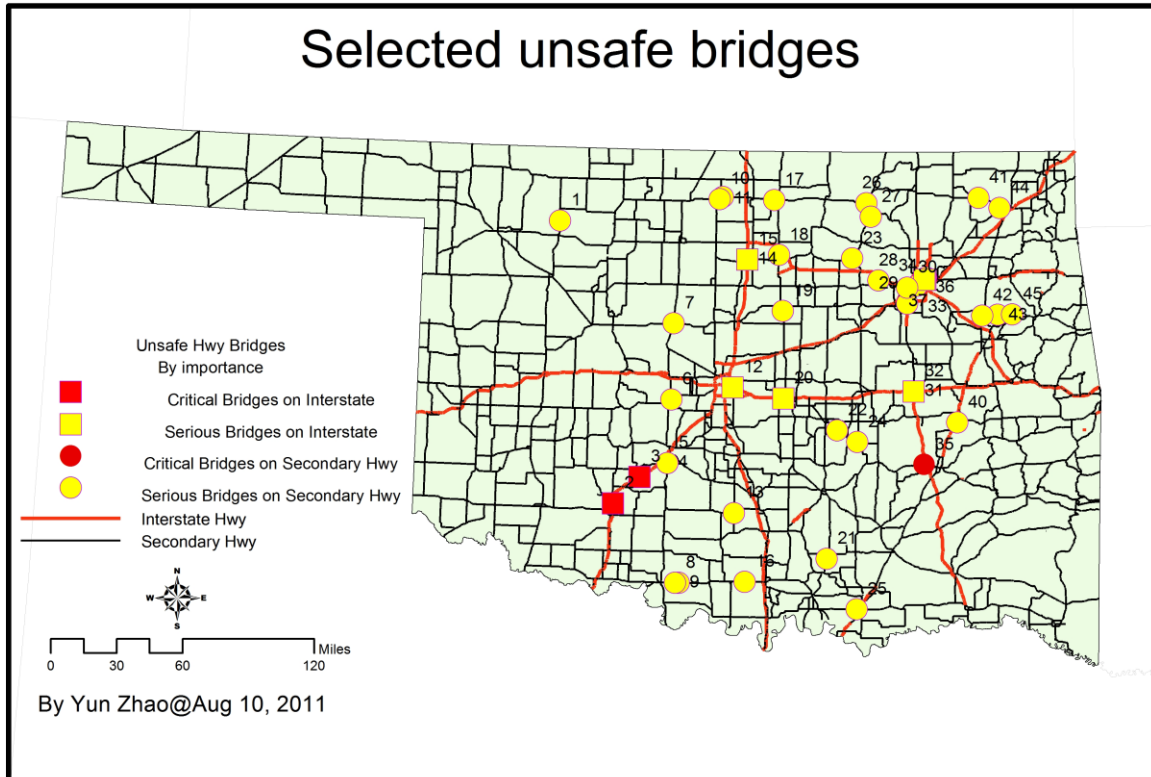 Selected unsafe bridges
10
17
26
41
11
27
44
1
15
18
23
14
28
34
30
29
36
19
37
33
42
45
43
7
Unsafe Hwy Bridges
By importance
12
32
20
31
Critical Bridges on Interstate
6
40
Serious Bridges on Interstate
22
24
5
35
3
4
Critical Bridges on Secondary Hwy
2
Serious Bridges on Secondary Hwy
13
Interstate Hwy
Secondary Hwy
21
8
16
9
25
N
W E
S
Miles
0 30 60 120
By Yun Zhao@Aug 10, 2011